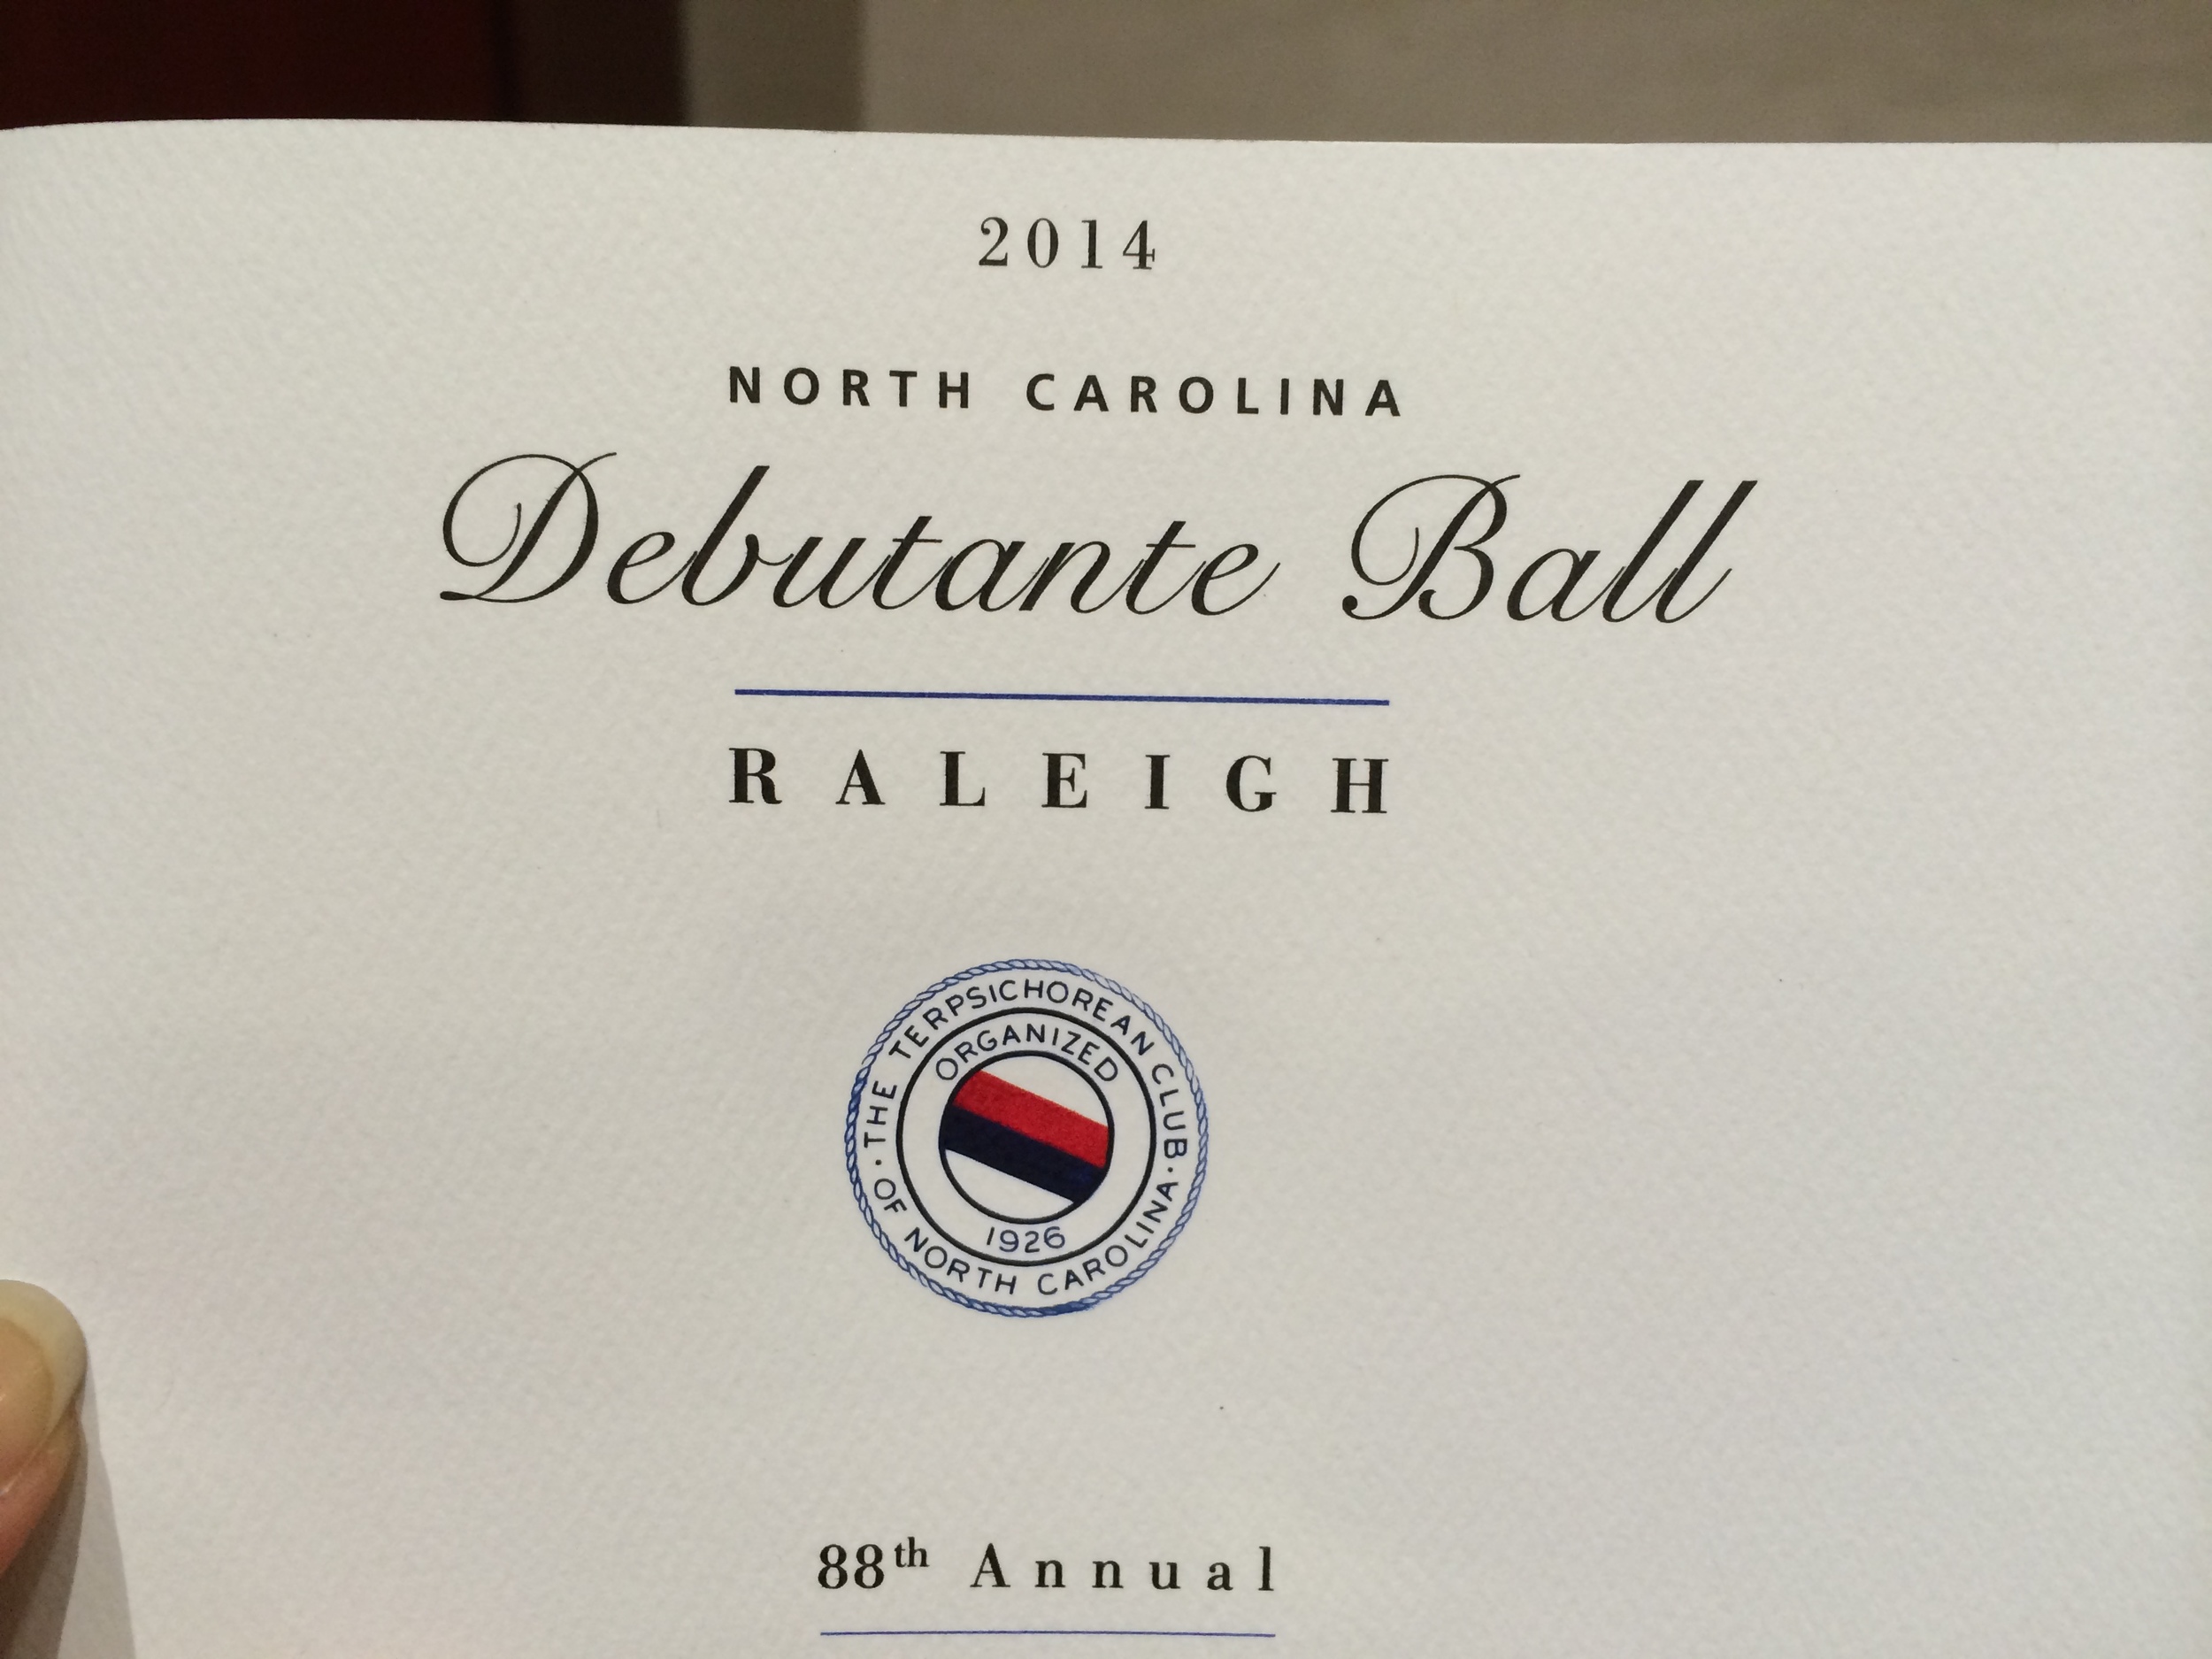 2014
NORTH CAROLINA
Debutante Ball
RALEIGH
· THE TERPSICHOREAN CLUB ·
ORGANIZED
1926
OF NORTH CAROLINA
88th Annual